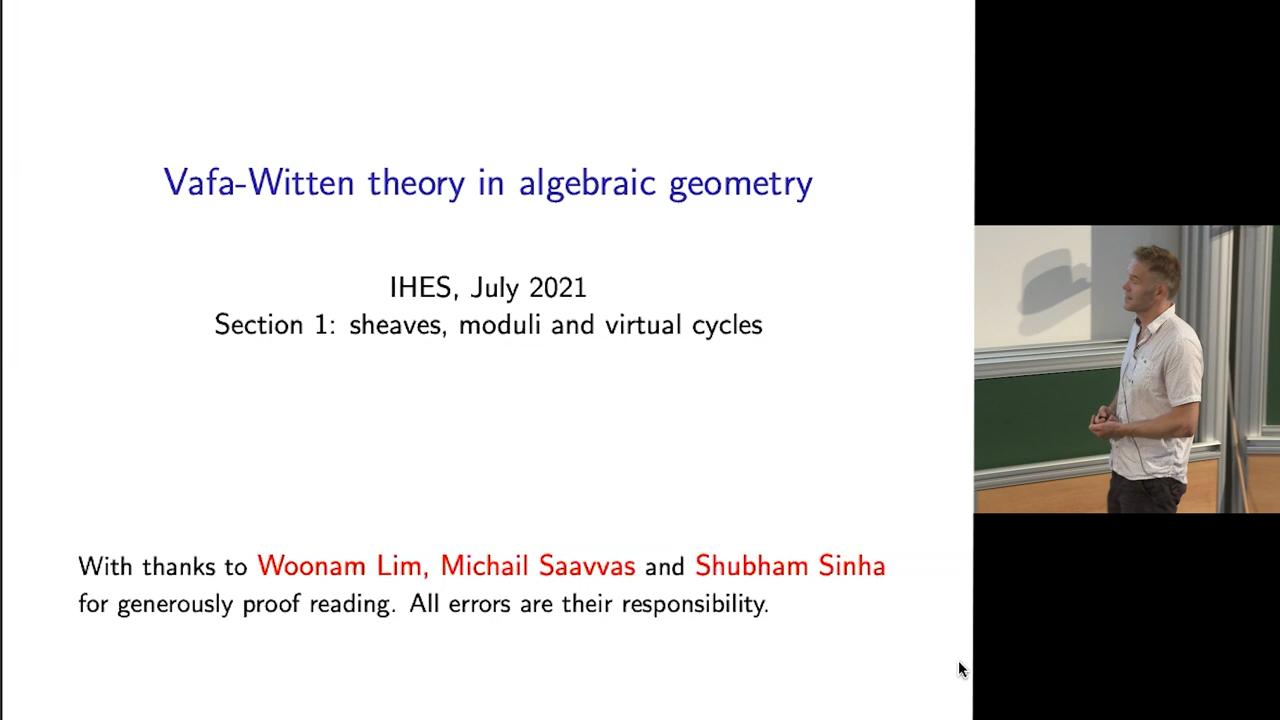 Vafa-Witten theory in algebraic geometry
IHES, July 2021
Section 1: sheaves, moduli and virtual cycles
With thanks to Woonam Lim, Michail Saavvas and Shubham Sinha
for generously proof reading. All errors are their responsibility.